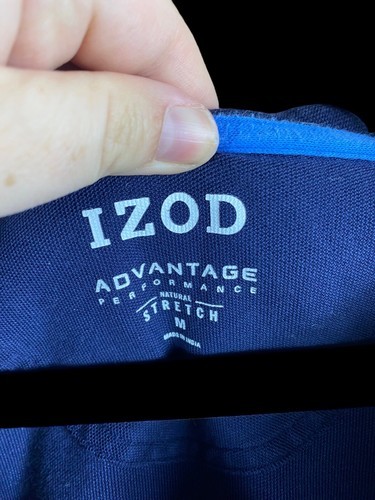 IZOD
ADVANTAGE
PERFORMANCE
NATURAL
STRETCH
M
MADE IN INDIA